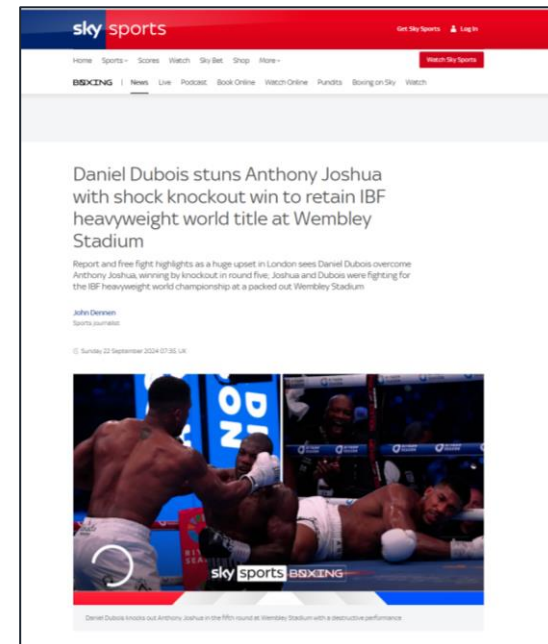 sky sports
Get Sky Sports Log In
Home Sports Scores Watch Sky Bet Shop More
Watch Sky Sports
BOXING | News Live Podcast Book Online Watch Online Pundits Boxing on Sky Watch
Daniel Dubois stuns Anthony Joshua
with shock knockout win to retain IBF
heavyweight world title at Wembley
Stadium
Report and free fight highlights as a huge upset in London sees Daniel Dubois overcome
Anthony Joshua, winning by knockout in round five; Joshua and Dubois were fighting for
the IBF heavyweight world championship at a packed out Wembley Stadium
John Dennen
Sports journalist
Sunday 22 September 2024 07:35, UK
sky sports BOXING
Daniel Dubois knocks out Anthony Joshua in the fifth round at Wembley Stadium with a destructive performance